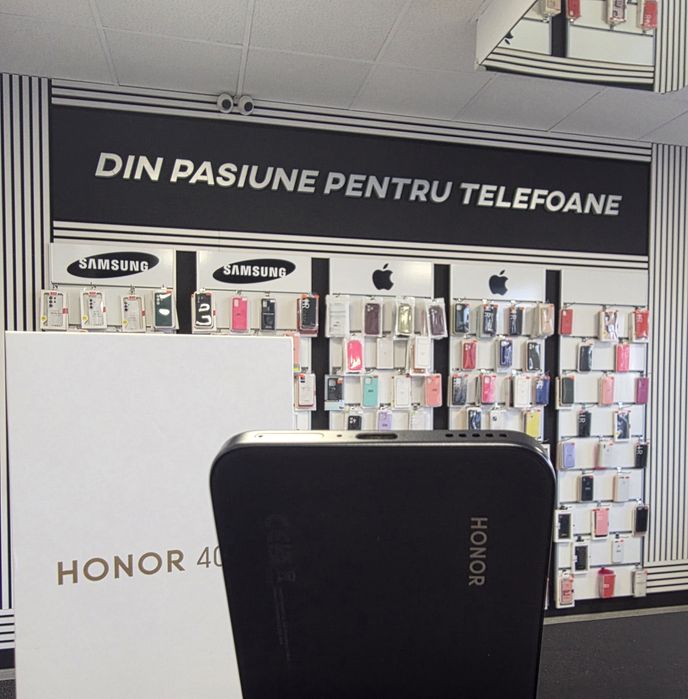 DIN PASIUNE PENTRU TELEFOANE
SAMSUNG
SAMSUNG
HONOR 40
HONOR